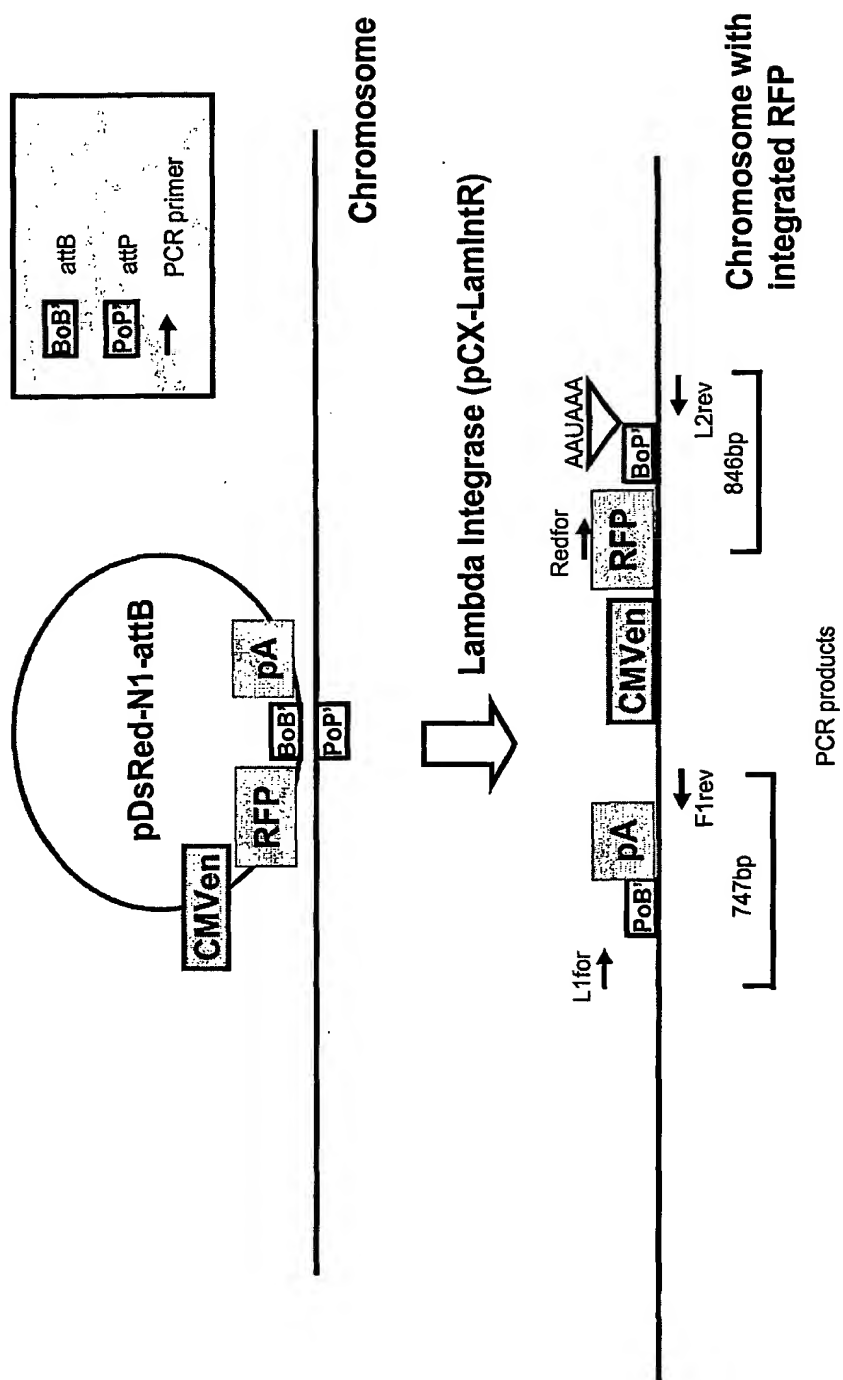 BoB' attB
PoP' attP
PCR primer
pDsRed-N1-attB
CMVen
RFP
BoB'
pA
PoP'
Chromosome
Lambda Integrase (pCX-LamIntR)
L1for
PoB'
pA
F1rev
747bp
CMVen
Redfor
RFP
BoP'
AAUAAA
L2rev
846bp
PCR products
Chromosome with
integrated RFP